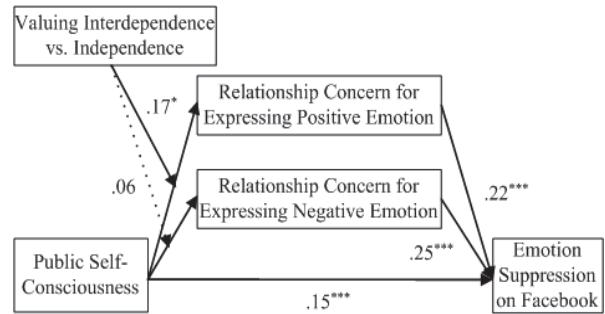 Valuing Interdependence
vs. Independence
.17*
Relationship Concern for
Expressing Positive Emotion
.06
Relationship Concern for
Expressing Negative Emotion
.22***
.25***
Public Self-
Consciousness
.15***
Emotion
Suppression
on Facebook